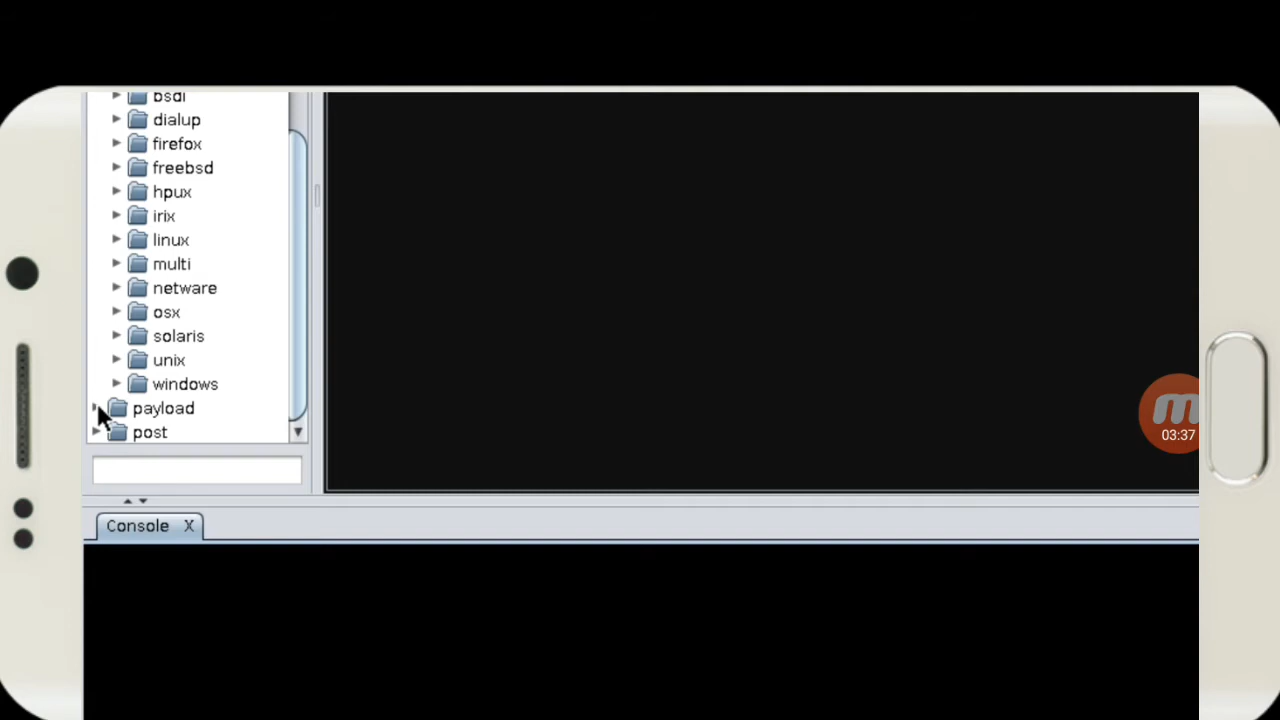 bsdi
dialup
firefox
freebsd
hpux
irix
linux
multi
netware
osx
solaris
unix
windows
payload
post
03:37
Console X